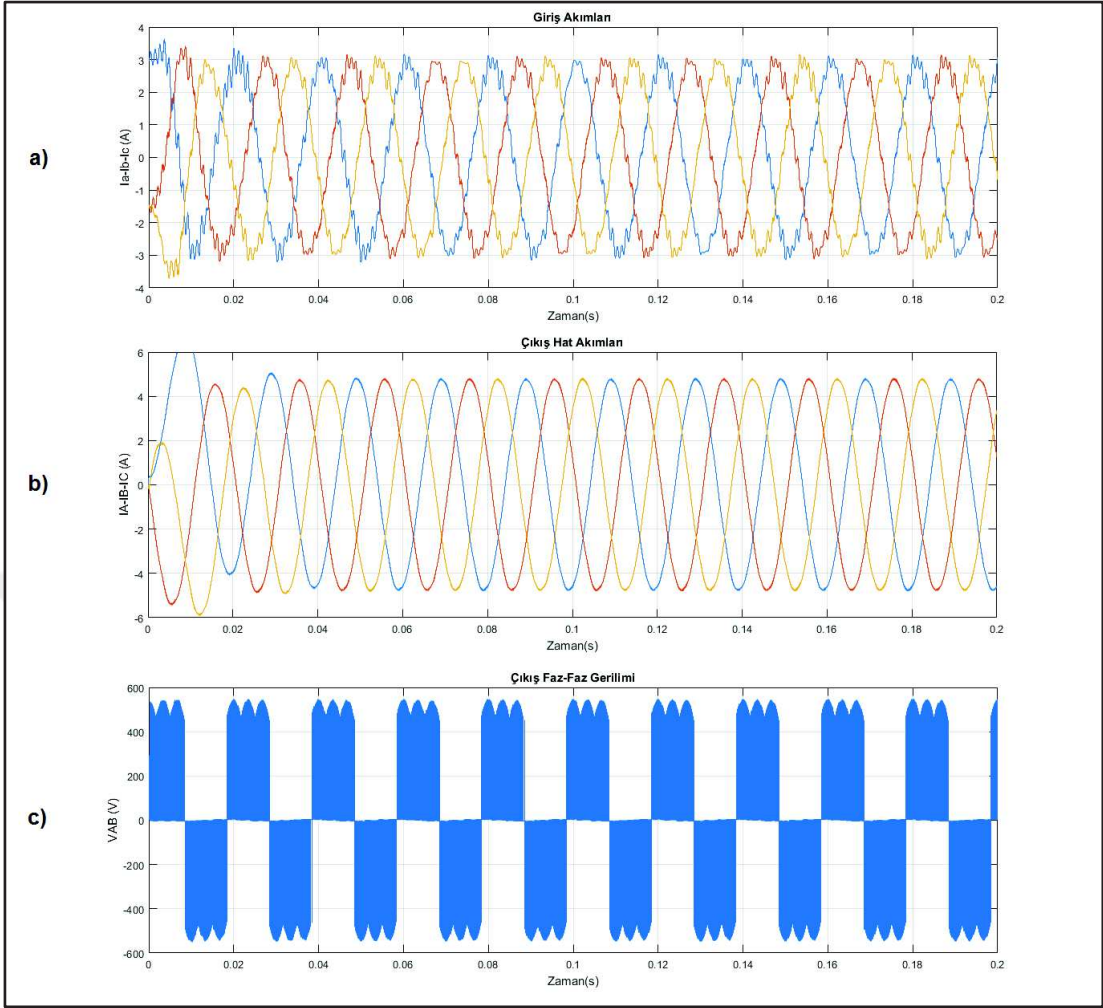 Giriş Akımları
a)
Ia-Ib-Ic (A)
4
3
2
1
0
-1
-2
-3
-4
0 0.02 0.04 0.06 0.08 0.1 0.12 0.14 0.16 0.18 0.2
Zaman(s)
Çıkış Hat Akımları
b)
IA-IB-IC (A)
6
4
2
0
-2
-4
-6
0 0.02 0.04 0.06 0.08 0.1 0.12 0.14 0.16 0.18 0.2
Zaman(s)
Çıkış Faz-Faz Gerilimi
c)
VAB (V)
600
400
200
0
-200
-400
-600
0 0.02 0.04 0.06 0.08 0.1 0.12 0.14 0.16 0.18 0.2
Zaman(s)